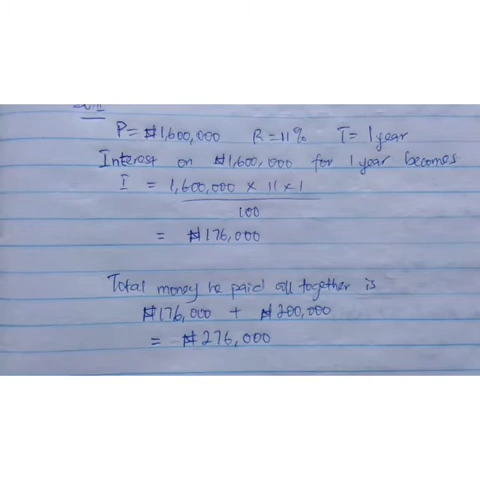 P = ₦1,600,000 R = 11% T = 1 year
Interest on ₦1,600,000 for 1 year becomes
I = 1,600,000 × 11 × 1
100
= ₦176,000
Total money he paid all together is
₦176,000 + ₦200,000
= ₦276,000